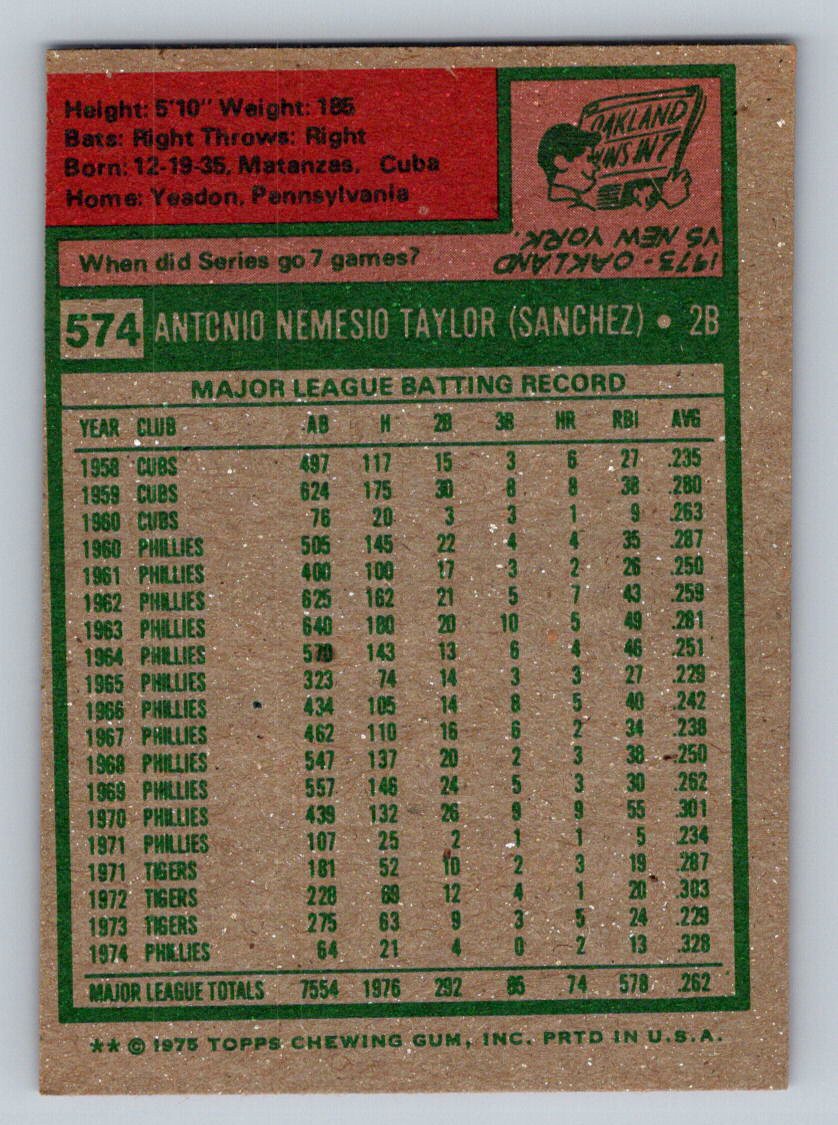 Height: 5'10" Weight: 185
Bats: Right Throws: Right
Born: 12-19-35, Matanzas, Cuba
Home: Yeadon, Pennsylvania
OAKLAND
WINS IN 7
1973 - OAKLAND
VS NEW YORK.
When did Series go 7 games?
574 ANTONIO NEMESIO TAYLOR (SANCHEZ) • 2B
MAJOR LEAGUE BATTING RECORD
YEAR CLUB AB H 2B 3B HR RBI AVG
1958 CUBS 497 117 15 3 6 27 .235
1959 CUBS 624 175 30 8 8 38 .280
1960 CUBS 76 20 3 3 1 9 .263
1960 PHILLIES 505 145 22 4 4 35 .287
1961 PHILLIES 400 100 17 3 2 26 .250
1962 PHILLIES 625 162 21 5 7 43 .259
1963 PHILLIES 640 180 20 10 5 49 .281
1964 PHILLIES 570 143 13 6 4 46 .251
1965 PHILLIES 323 74 14 3 3 27 .229
1966 PHILLIES 434 105 14 8 5 40 .242
1967 PHILLIES 462 110 16 6 2 34 .238
1968 PHILLIES 547 137 20 2 3 38 .250
1969 PHILLIES 557 146 24 5 3 30 .262
1970 PHILLIES 439 132 26 9 9 55 .301
1971 PHILLIES 107 25 2 1 1 5 .234
1971 TIGERS 181 52 10 2 3 19 .287
1972 TIGERS 228 69 12 4 1 20 .303
1973 TIGERS 275 63 9 3 5 24 .229
1974 PHILLIES 64 21 4 0 2 13 .328
MAJOR LEAGUE TOTALS 7554 1976 292 85 74 578 .262
** © 1975 TOPPS CHEWING GUM, INC. PRTD IN U.S.A.